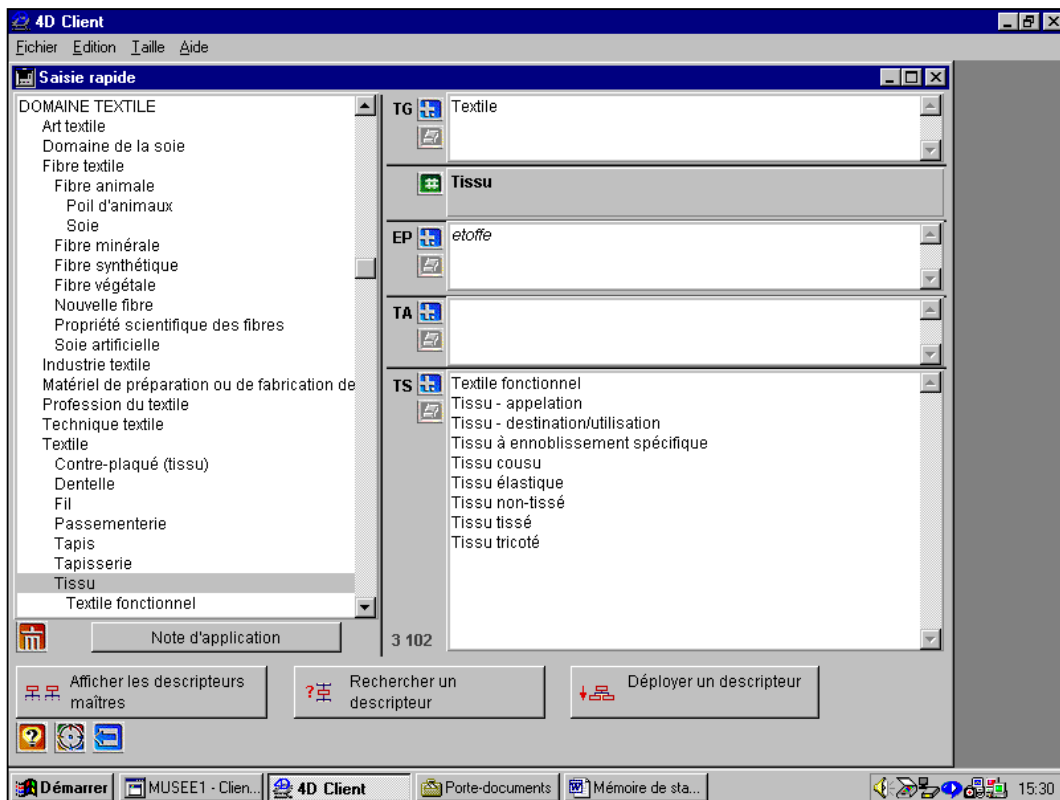 4D Client
Fichier Edition Taille Aide
Saisie rapide
DOMAINE TEXTILE
Art textile
Domaine de la soie
Fibre textile
Fibre animale
Poil d'animaux
Soie
Fibre minérale
Fibre synthétique
Fibre végétale
Nouvelle fibre
Propriété scientifique des fibres
Soie artificielle
Industrie textile
Matériel de préparation ou de fabrication de
Profession du textile
Technique textile
Textile
Contre-plaqué (tissu)
Dentelle
Fil
Passementerie
Tapis
Tapisserie
Tissu
Textile fonctionnel
Note d'application
TG
Textile
Tissu
EP
etoffe
TA
TS
Textile fonctionnel
Tissu - appelation
Tissu - destination/utilisation
Tissu à ennoblissement spécifique
Tissu cousu
Tissu élastique
Tissu non-tissé
Tissu tissé
Tissu tricoté
3 102
Afficher les descripteurs
maîtres
Rechercher un
descripteur
Déployer un descripteur
Démarrer
MUSEE1 - Clien...
4D Client
Porte-documents
Mémoire de sta...
15:30